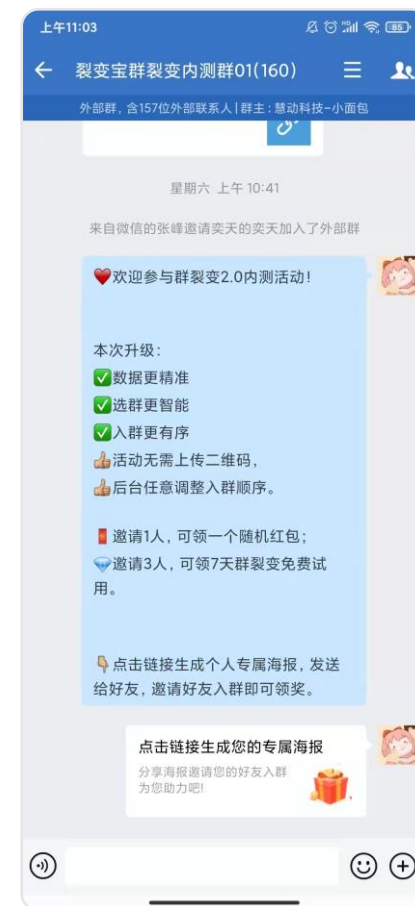 上午11:03
85
裂变宝群裂变内测群01(160)
外部群，含157位外部联系人|群主：慧动科技-小面包
星期六 上午 10:41
来自微信的张峰邀请奕天的奕天加入了外部群
❤️欢迎参与群裂变2.0内测活动！
本次升级：
✅数据更精准
✅选群更智能
✅入群更有序
👍🏼活动无需上传二维码，
👍🏼后台任意调整入群顺序。
🧧邀请1人，可领一个随机红包；
💎邀请3人，可领7天群裂变免费试
用。
👇🏼点击链接生成个人专属海报，发送
给好友，邀请好友入群即可领奖。
点击链接生成您的专属海报
分享海报邀请您的好友入群
为您助力吧!